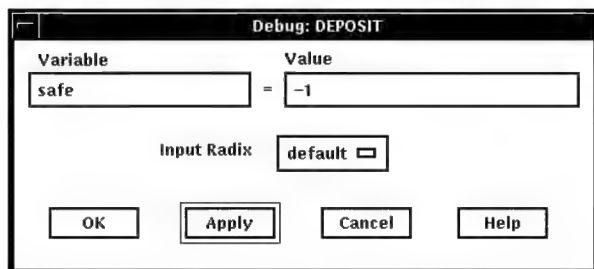 Debug: DEPOSIT
Variable Value
safe = -1
Input Radix default
OK Apply Cancel Help